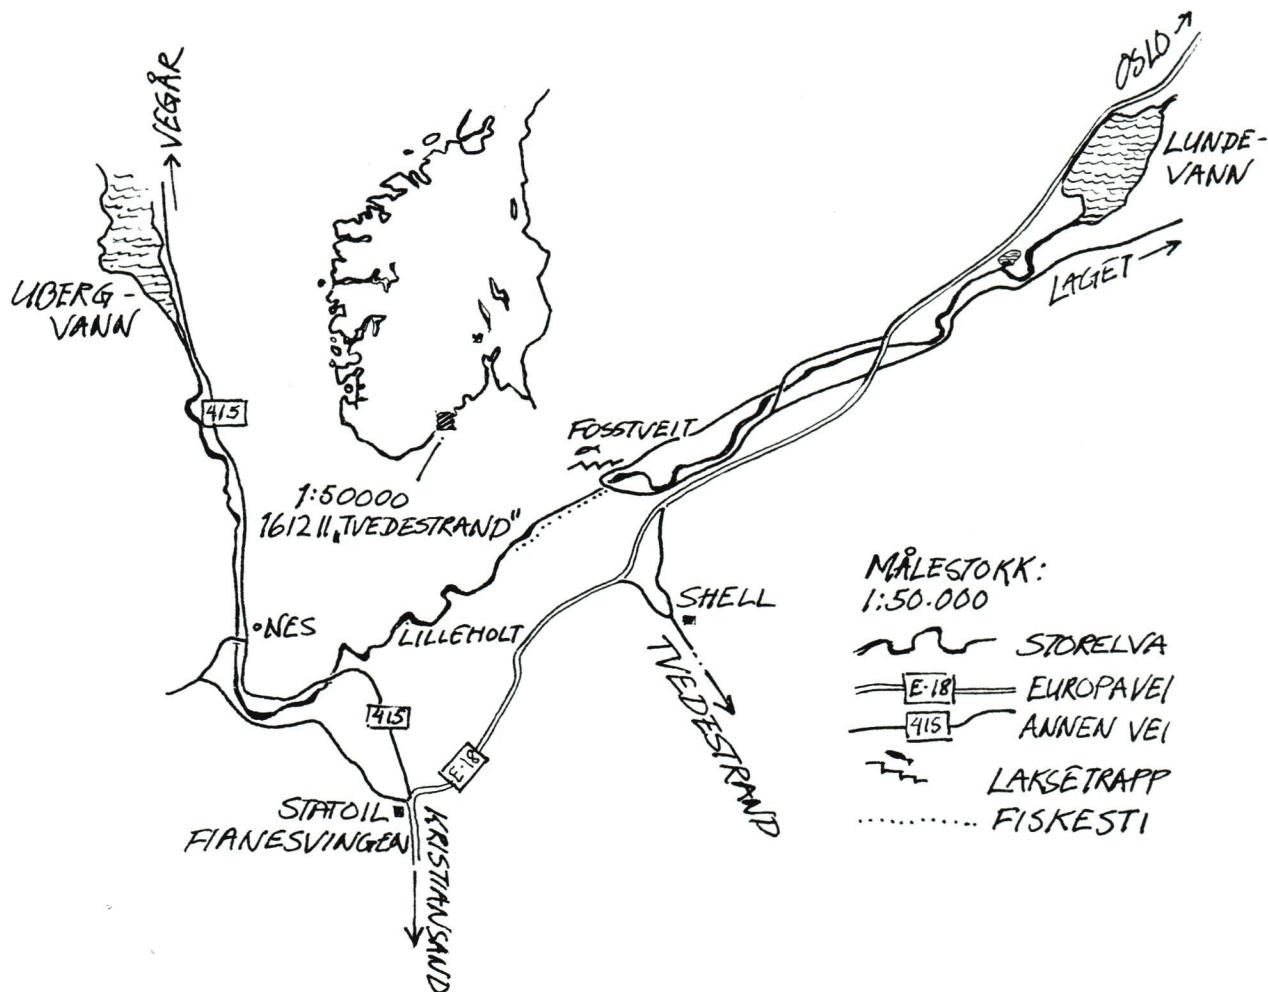 OSLO
VEGÅR
LUNDE-
VANN
LAGET
UBERG-
VANN
415
FOSSTVEIT
1:50000
1612 II „TVEDESTRAND"
NES
LILLEHOLT
SHELL
TVEDESTRAND
415
E-18
STATOIL
FIANESVINGEN
KRISTIANSAND
MÅLESTOKK:
1:50.000
STORELVA
E-18 EUROPAVEI
415 ANNEN VEI
LAKSETRAPP
FISKESTI